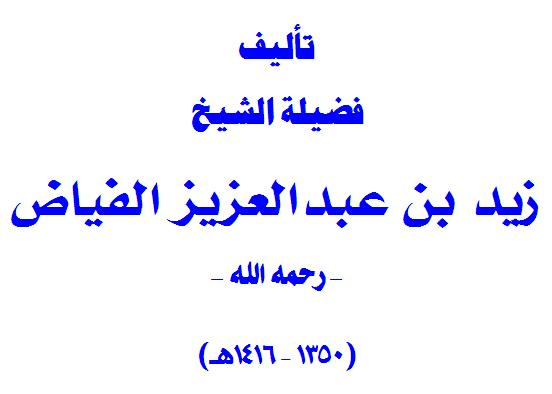 تأليف
فضيلة الشيخ
زيد بن عبدالعزيز الفياض
– رحمه الله –
(١٣٥٠ – ١٤١٦هـ)